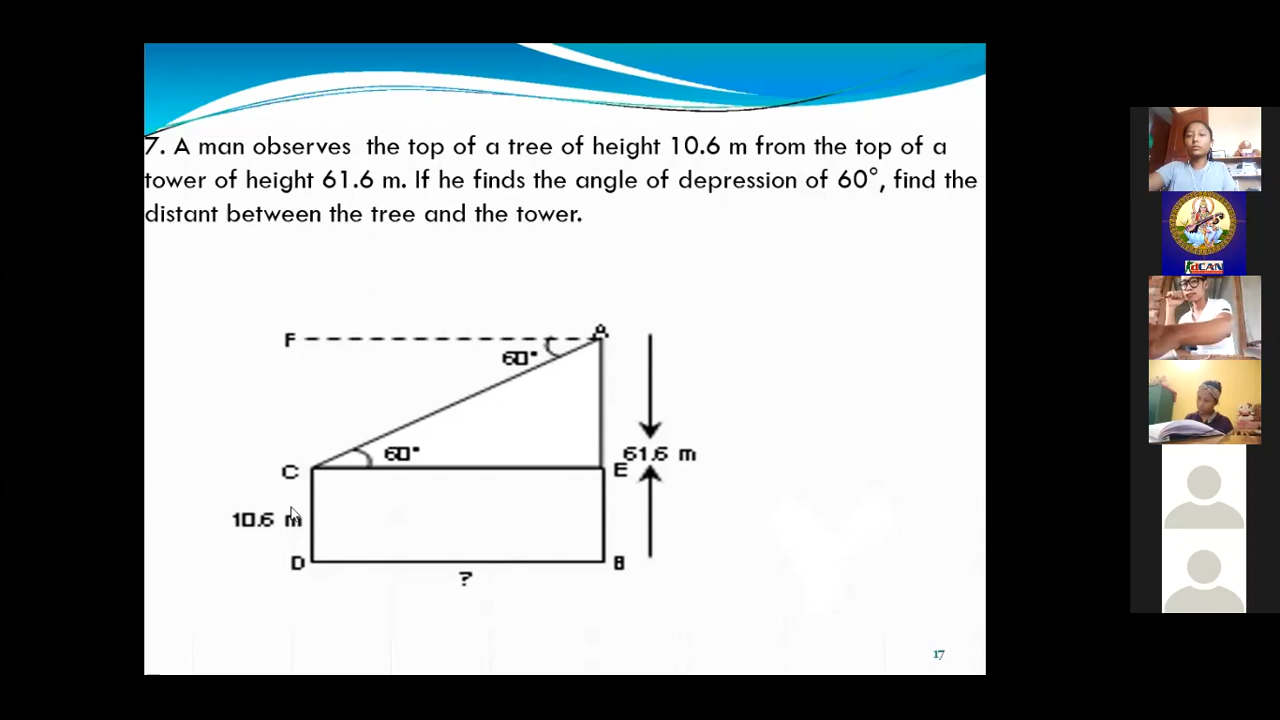 7. A man observes the top of a tree of height 10.6 m from the top of a
tower of height 61.6 m. If he finds the angle of depression of 60°, find the
distant between the tree and the tower.
F
A
60°
60°
61.6 m
C
E
10.6 m
D
B
?
17